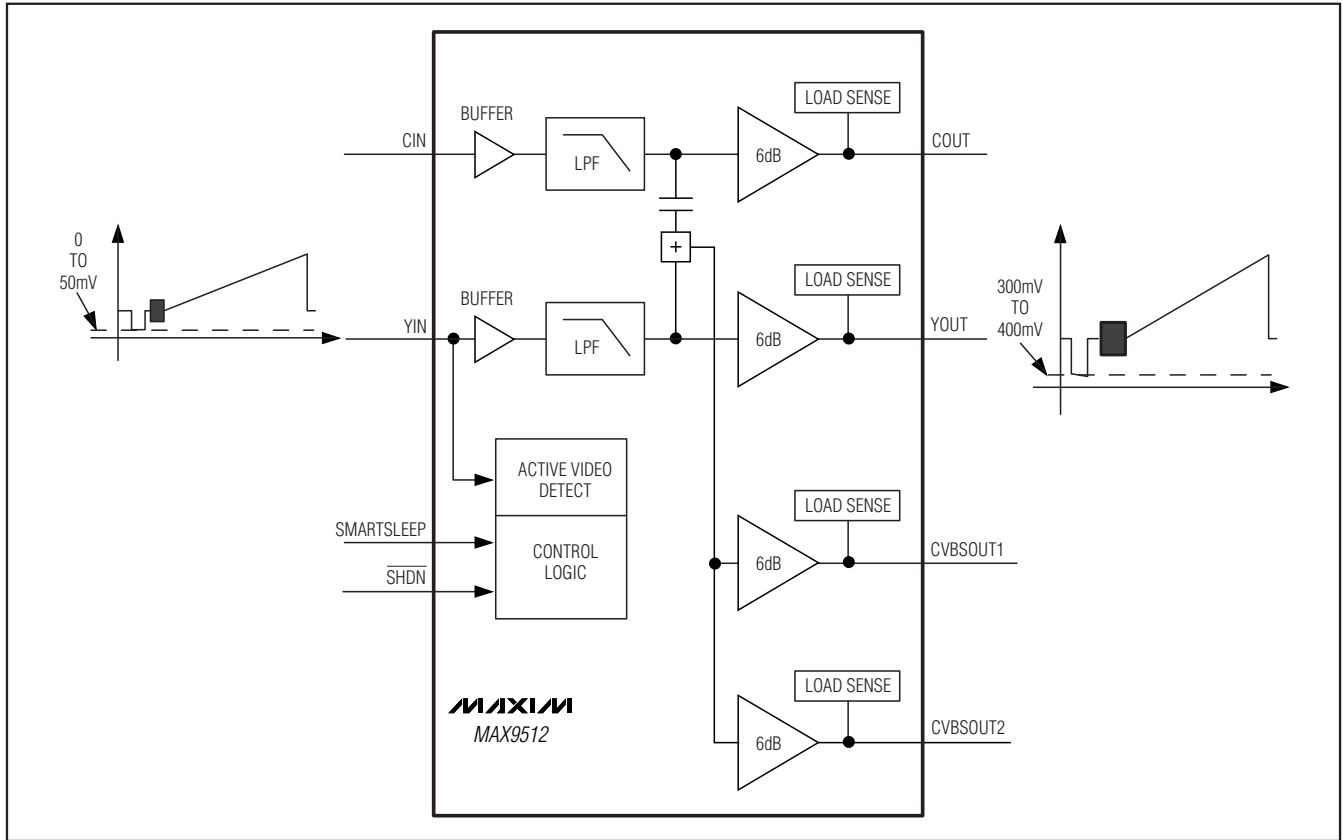 LOAD SENSE
BUFFER
CIN
LPF
6dB
COUT
0
TO
50mV
+
LOAD SENSE
BUFFER
YIN
LPF
6dB
YOUT
300mV
TO
400mV
ACTIVE VIDEO
DETECT
SMARTSLEEP
CONTROL
LOGIC
SHDN
LOAD SENSE
6dB
CVBSOUT1
LOAD SENSE
MAXIM
MAX9512
6dB
CVBSOUT2